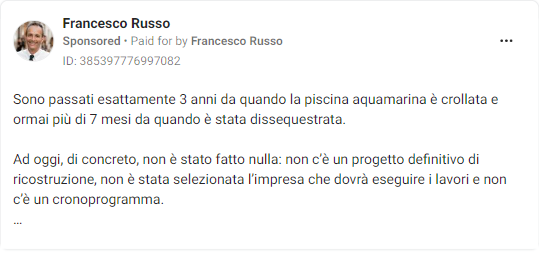 Francesco Russo
Sponsored • Paid for by Francesco Russo
ID: 385397776997082
Sono passati esattamente 3 anni da quando la piscina aquamarina è crollata e
ormai più di 7 mesi da quando è stata dissequestrata.
Ad oggi, di concreto, non è stato fatto nulla: non c’è un progetto definitivo di
ricostruzione, non è stata selezionata l’impresa che dovrà eseguire i lavori e non
c’è un cronoprogramma.
...